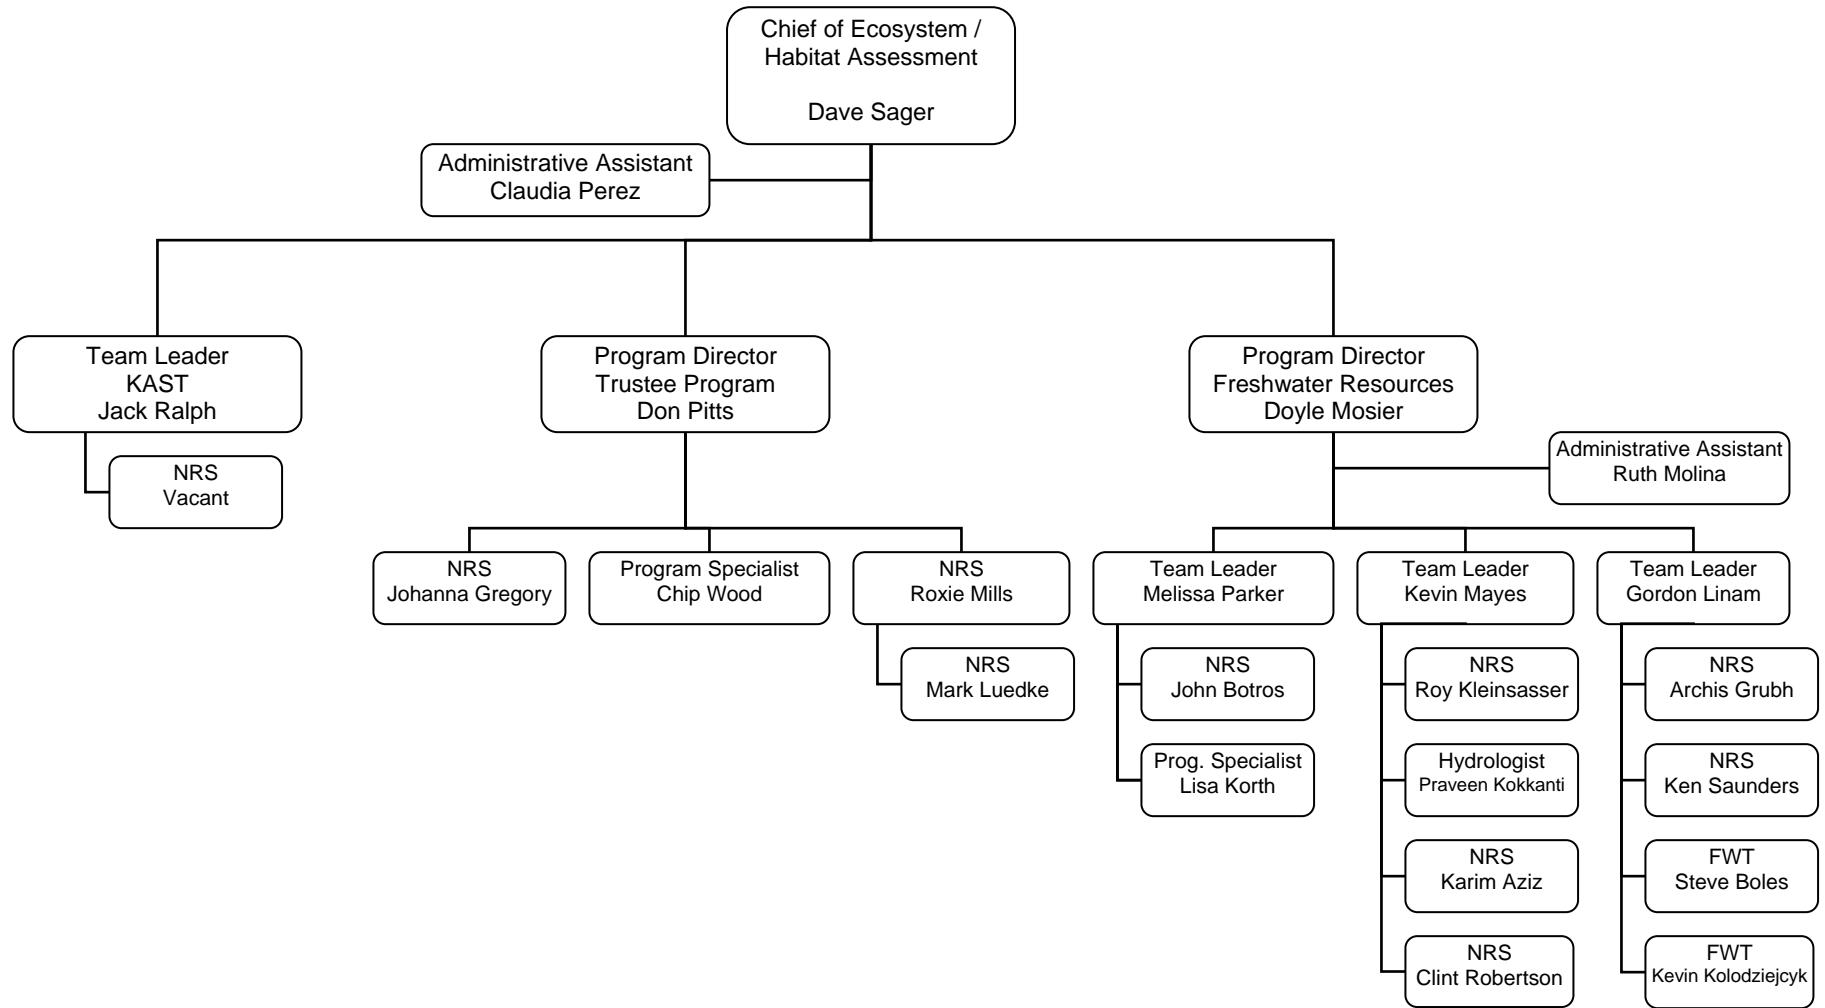 Chief of Ecosystem /
Habitat Assessment
Dave Sager
Administrative Assistant
Claudia Perez
Team Leader
KAST
Jack Ralph
Program Director
Trustee Program
Don Pitts
Program Director
Freshwater Resources
Doyle Mosier
Administrative Assistant
Ruth Molina
NRS
Vacant
NRS
Johanna Gregory
Program Specialist
Chip Wood
NRS
Roxie Mills
Team Leader
Melissa Parker
Team Leader
Kevin Mayes
Team Leader
Gordon Linam
NRS
Mark Luedke
NRS
John Botros
NRS
Roy Kleinsasser
NRS
Archis Grubh
Prog. Specialist
Lisa Korth
Hydrologist
Praveen Kokkanti
NRS
Ken Saunders
NRS
Karim Aziz
FWT
Steve Boles
NRS
Clint Robertson
FWT
Kevin Kolodziejcyk